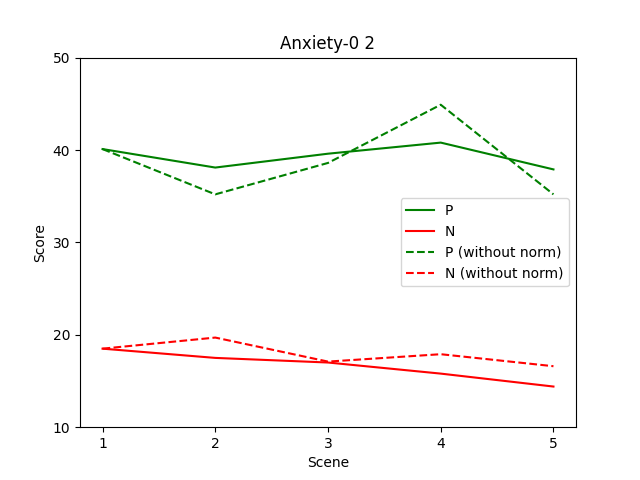 Anxiety-0 2
Score
50
40
30
20
10
P
N
P (without norm)
N (without norm)
1 2 3 4 5
Scene